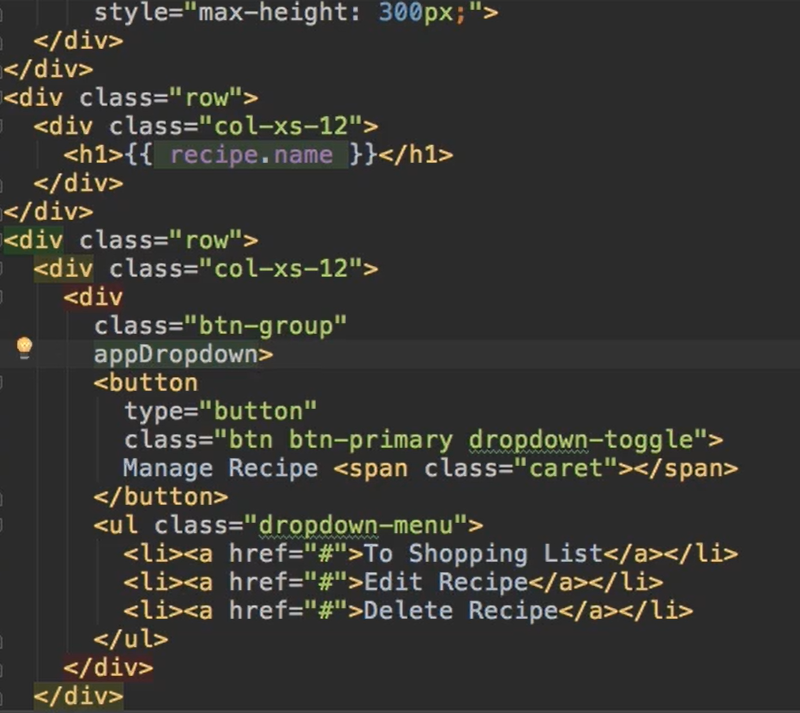 style="max-height: 300px;">
</div>
</div>
<div class="row">
<div class="col-xs-12">
<h1>{{ recipe.name }}</h1>
</div>
</div>
<div class="row">
<div class="col-xs-12">
<div
class="btn-group"
appDropdown>
<button
type="button"
class="btn btn-primary dropdown-toggle">
Manage Recipe <span class="caret"></span>
</button>
<ul class="dropdown-menu">
<li><a href="#">To Shopping List</a></li>
<li><a href="#">Edit Recipe</a></li>
<li><a href="#">Delete Recipe</a></li>
</ul>
</div>
</div>